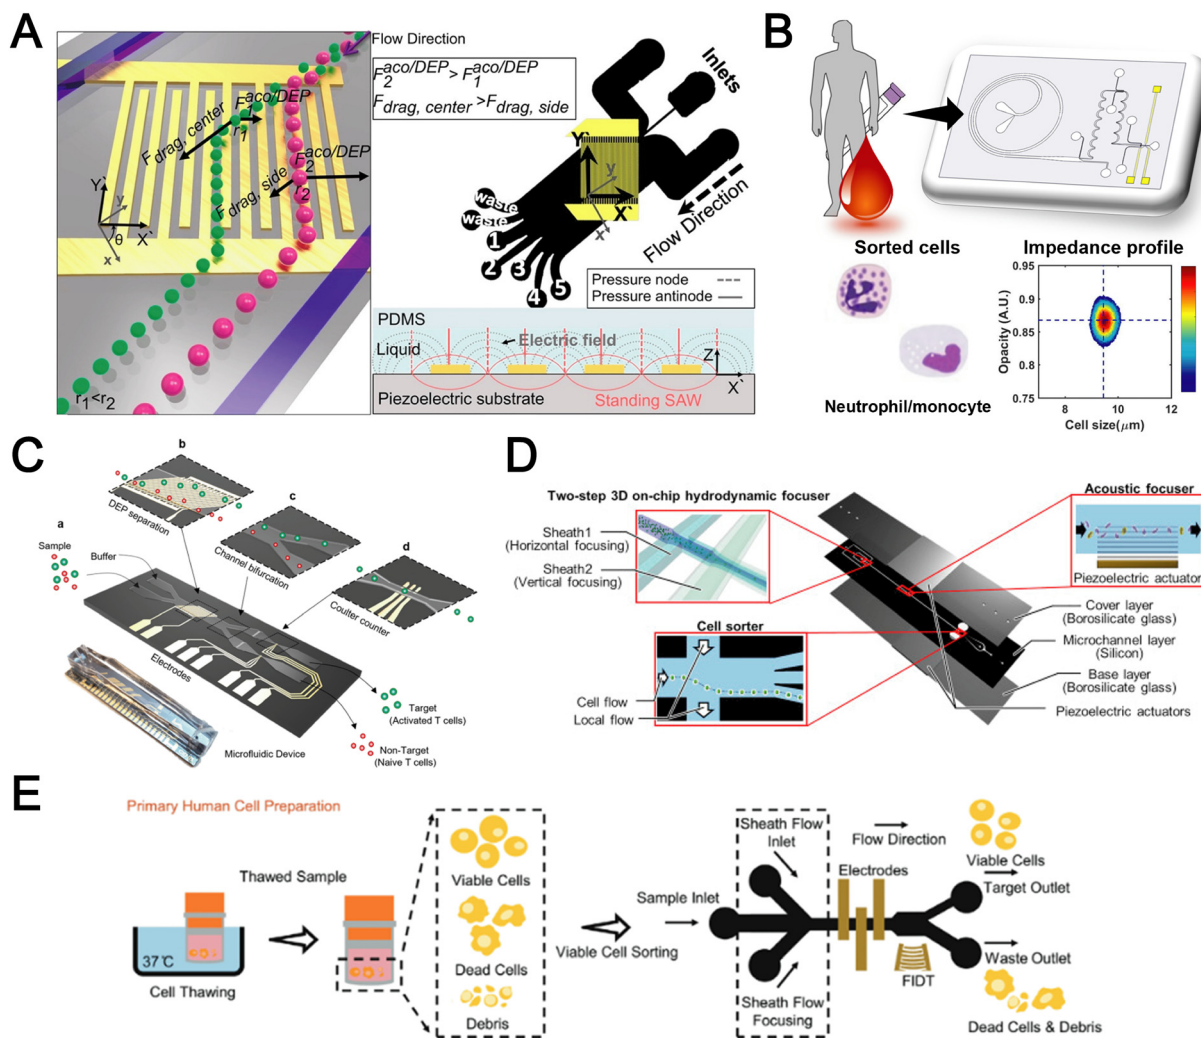 A
Flow Direction
F2^aco/DEP > F1^aco/DEP
Fdrag, center >Fdrag, side
Fdrag, center
F1^aco/DEP
r1
F2^aco/DEP
Fdrag, side
r2
Y`
y
X`
θ
x
r1<r2
Inlets
Y`
y
X`
x
Flow Direction
waste
waste
1
2
3
4
5
Pressure node
Pressure antinode
PDMS
Liquid
Electric field
Z
X`
Piezoelectric substrate
Standing SAW
B
Sorted cells
Neutrophil/monocyte
Impedance profile
0.95
0.9
0.85
0.8
0.75
Opacity (A.U.)
8
10
12
Cell size(μm)
C
a
Sample
Buffer
b
DEP separation
c
Channel bifurcation
d
Coulter counter
Electrodes
Microfluidic Device
Target
(Activated T cells)
Non-Target
(Naive T cells)
D
Two-step 3D on-chip hydrodynamic focuser
Sheath1
(Horizontal focusing)
Sheath2
(Vertical focusing)
Acoustic focuser
Piezoelectric actuator
Cell sorter
Cell flow
Local flow
Cover layer
(Borosilicate glass)
Microchannel layer
(Silicon)
Base layer
(Borosilicate glass)
Piezoelectric actuators
E
Primary Human Cell Preparation
37℃
Cell Thawing
Thawed Sample
Viable Cells
Dead Cells
Debris
Viable Cell Sorting
Sample Inlet
Sheath Flow
Inlet
Sheath Flow
Focusing
Flow Direction
Electrodes
FIDT
Viable Cells
Target Outlet
Waste Outlet
Dead Cells & Debris